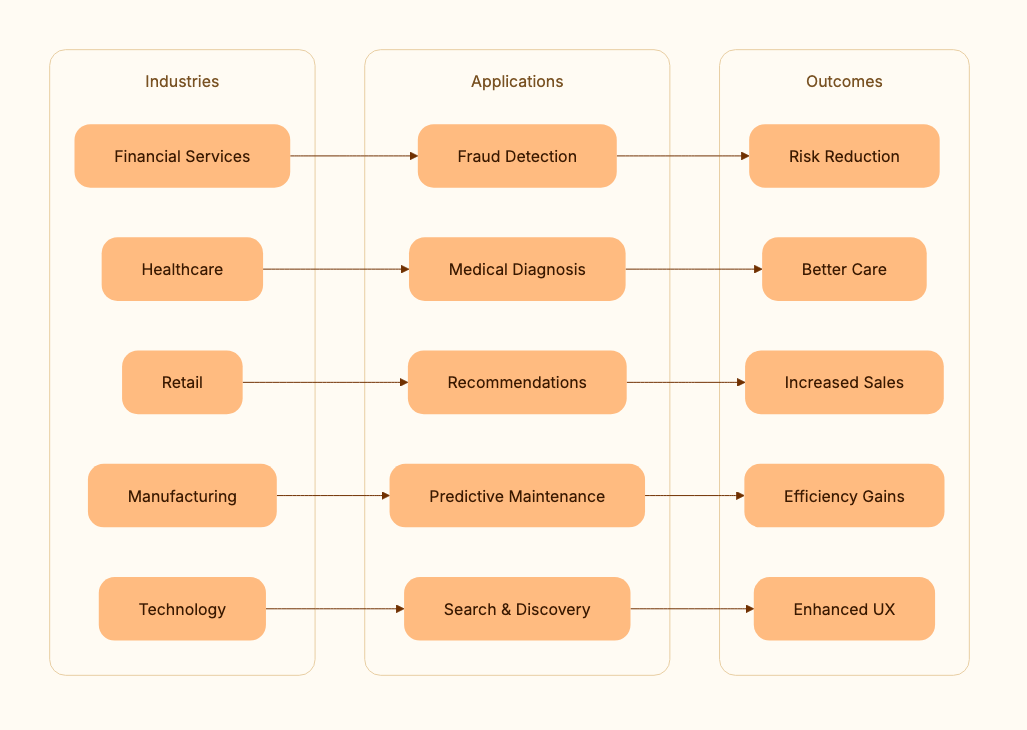 Industries
Applications
Outcomes
Financial Services
Fraud Detection
Risk Reduction
Healthcare
Medical Diagnosis
Better Care
Retail
Recommendations
Increased Sales
Manufacturing
Predictive Maintenance
Efficiency Gains
Technology
Search & Discovery
Enhanced UX